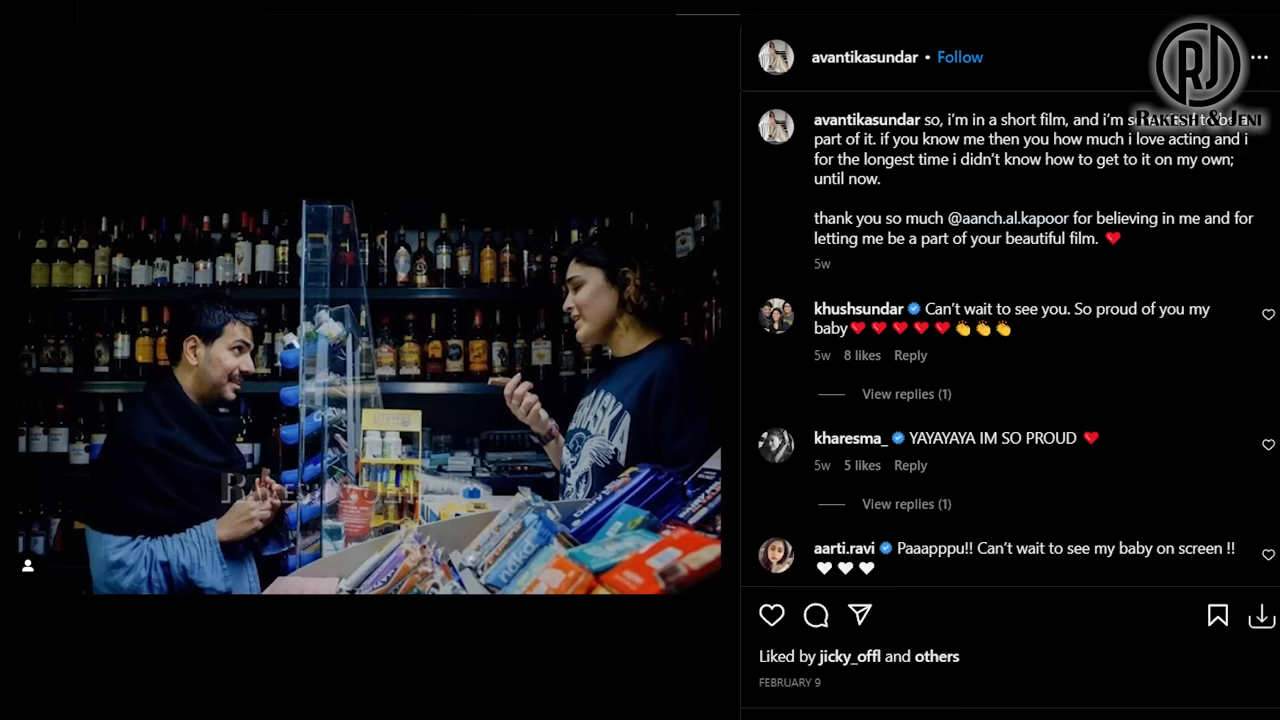 avantikasundar • Follow
RJ
RAKESH & JENI
avantikasundar so, i’m in a short film, and i’m to be
part of it. if you know me then you how much i love acting and i
for the longest time i didn’t know how to get to it on my own;
until now.
thank you so much @aanch.al.kapoor for believing in me and for
letting me be a part of your beautiful film. ❤️
5w
khushsundar Can’t wait to see you. So proud of you my
baby❤️❤️❤️❤️❤️👏👏👏
5w 8 likes Reply
View replies (1)
kharesma_ YAYAYAYA IM SO PROUD ❤️
5w 5 likes Reply
View replies (1)
aarti.ravi Paaapppu!! Can’t wait to see my baby on screen !!
🤍🤍🤍
Liked by jicky_offl and others
FEBRUARY 9
RAKESH & JENI